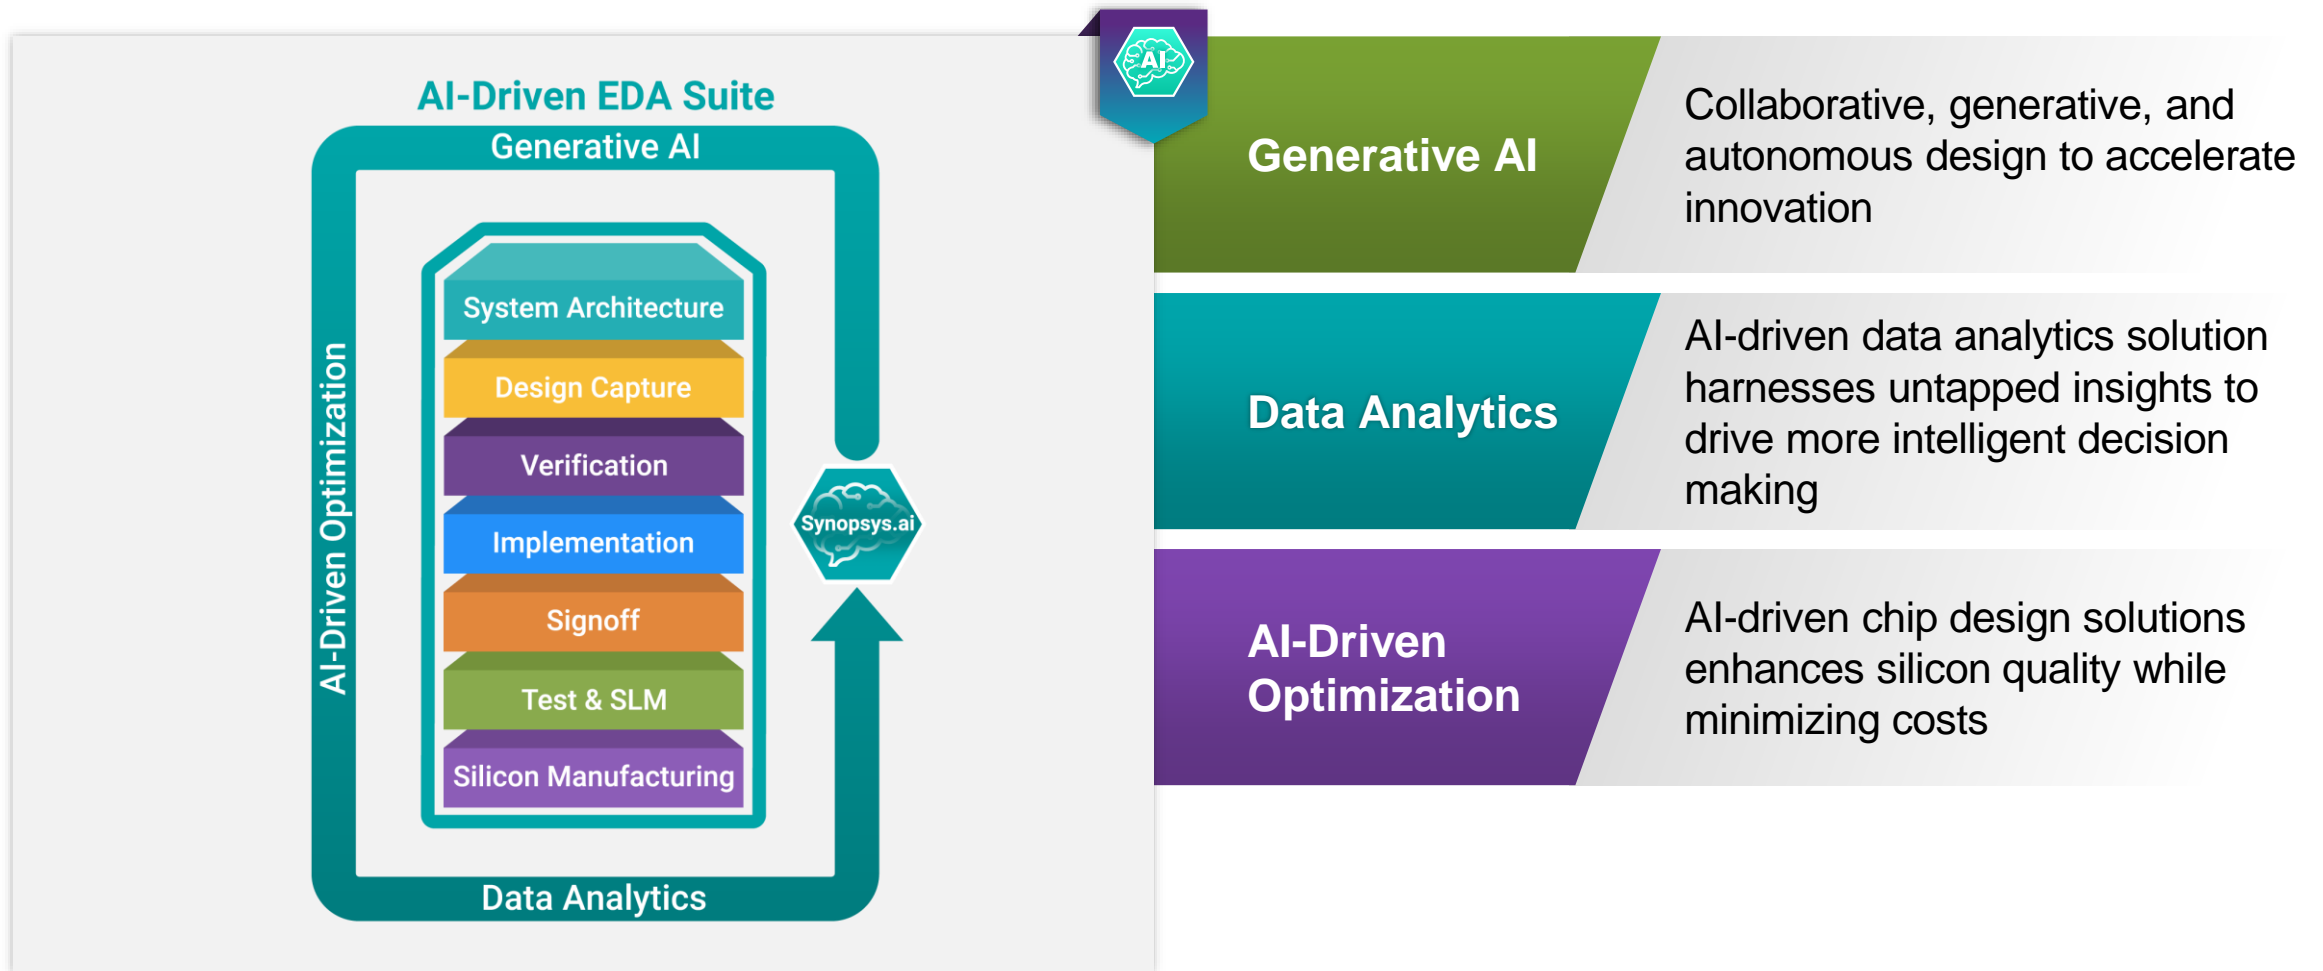 AI-Driven EDA Suite
Generative AI
AI-Driven Optimization
System Architecture
Design Capture
Verification
Implementation
Signoff
Test & SLM
Silicon Manufacturing
Synopsys.ai
Data Analytics
AI
Generative AI
Collaborative, generative, and
autonomous design to accelerate
innovation
Data Analytics
AI-driven data analytics solution
harnesses untapped insights to
drive more intelligent decision
making
AI-Driven
Optimization
AI-driven chip design solutions
enhances silicon quality while
minimizing costs